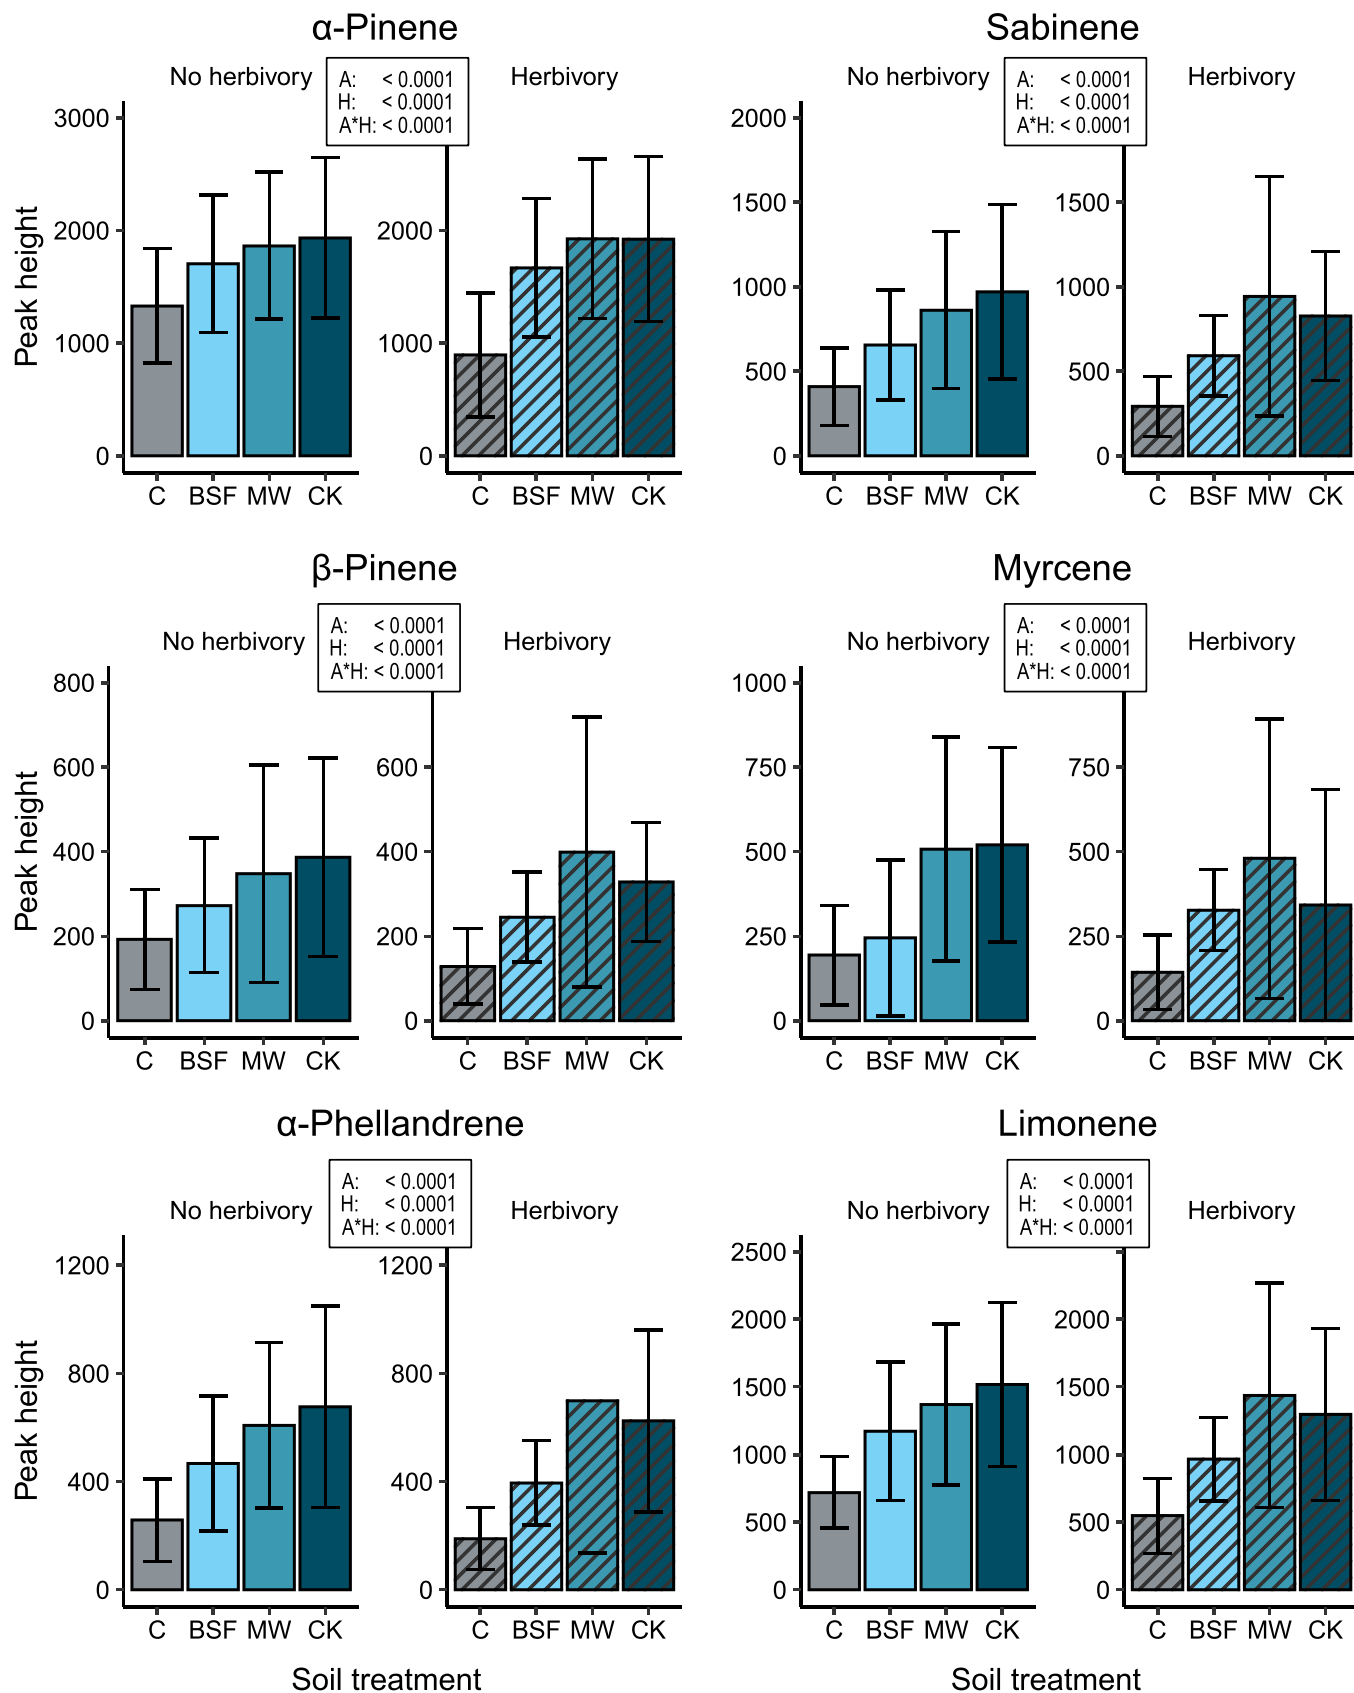 α-Pinene
No herbivory
A: < 0.0001
H: < 0.0001
A*H: < 0.0001
Herbivory
Peak height
3000
2000
1000
0
2000
1000
0
C BSF MW CK
C BSF MW CK
Sabinene
No herbivory
A: < 0.0001
H: < 0.0001
A*H: < 0.0001
Herbivory
2000
1500
1000
500
0
1500
1000
500
0
C BSF MW CK
C BSF MW CK
β-Pinene
No herbivory
A: < 0.0001
H: < 0.0001
A*H: < 0.0001
Herbivory
Peak height
800
600
400
200
0
600
400
200
0
C BSF MW CK
C BSF MW CK
Myrcene
No herbivory
A: < 0.0001
H: < 0.0001
A*H: < 0.0001
Herbivory
1000
750
500
250
0
750
500
250
0
C BSF MW CK
C BSF MW CK
α-Phellandrene
No herbivory
A: < 0.0001
H: < 0.0001
A*H: < 0.0001
Herbivory
Peak height
1200
800
400
0
1200
800
400
0
C BSF MW CK
C BSF MW CK
Soil treatment
Limonene
No herbivory
A: < 0.0001
H: < 0.0001
A*H: < 0.0001
Herbivory
2500
2000
1500
1000
500
0
2000
1500
1000
500
0
C BSF MW CK
C BSF MW CK
Soil treatment